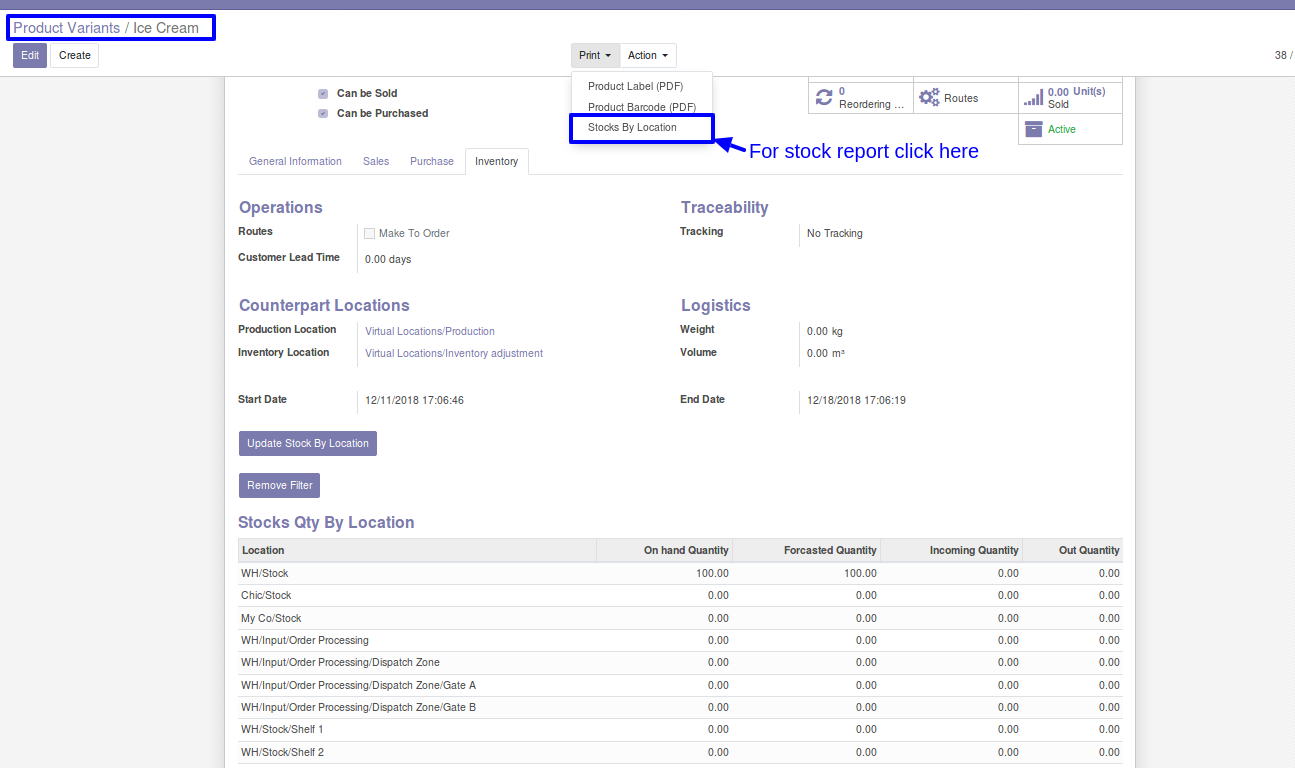 Product Variants / Ice Cream
Edit Create Print Action 38 /
Product Label (PDF)
Product Barcode (PDF)
Stocks By Location
For stock report click here
Can be Sold
Can be Purchased
0
Reordering ...
Routes
0.00 Unit(s)
Sold
Active
General Information Sales Purchase Inventory
Operations
Routes Make To Order
Customer Lead Time 0.00 days
Traceability
Tracking No Tracking
Counterpart Locations
Production Location Virtual Locations/Production
Inventory Location Virtual Locations/Inventory adjustment
Logistics
Weight 0.00 kg
Volume 0.00 m³
Start Date 12/11/2018 17:06:46
End Date 12/18/2018 17:06:19
Update Stock By Location
Remove Filter
Stocks Qty By Location
Location On hand Quantity Forcasted Quantity Incoming Quantity Out Quantity
WH/Stock 100.00 100.00 0.00 0.00
Chic/Stock 0.00 0.00 0.00 0.00
My Co/Stock 0.00 0.00 0.00 0.00
WH/Input/Order Processing 0.00 0.00 0.00 0.00
WH/Input/Order Processing/Dispatch Zone 0.00 0.00 0.00 0.00
WH/Input/Order Processing/Dispatch Zone/Gate A 0.00 0.00 0.00 0.00
WH/Input/Order Processing/Dispatch Zone/Gate B 0.00 0.00 0.00 0.00
WH/Stock/Shelf 1 0.00 0.00 0.00 0.00
WH/Stock/Shelf 2 0.00 0.00 0.00 0.00